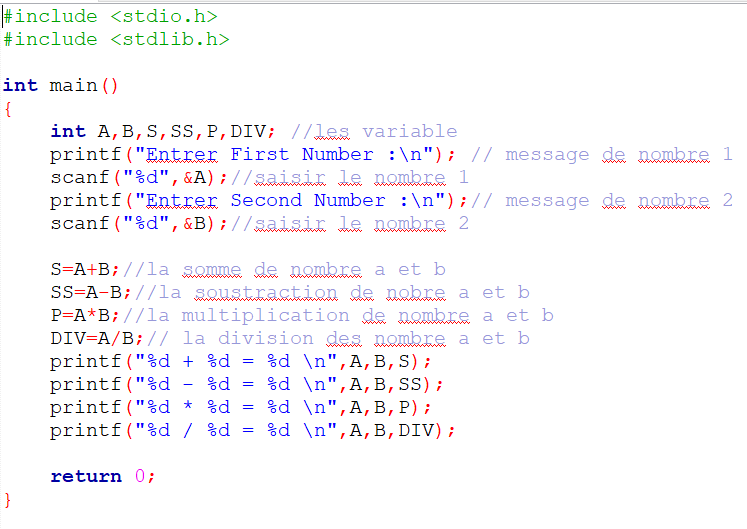 #include <stdio.h>
#include <stdlib.h>
int main()
{
int A,B,S,SS,P,DIV; //les variable
printf("Entrer First Number :\n"); // message de nombre 1
scanf("%d",&A);//saisir le nombre 1
printf("Entrer Second Number :\n");// message de nombre 2
scanf("%d",&B);//saisir le nombre 2
S=A+B;//la somme de nombre a et b
SS=A-B;//la soustraction de nobre a et b
P=A*B;//la multiplication de nombre a et b
DIV=A/B;// la division des nombre a et b
printf("%d + %d = %d \n",A,B,S);
printf("%d - %d = %d \n",A,B,SS);
printf("%d * %d = %d \n",A,B,P);
printf("%d / %d = %d \n",A,B,DIV);
return 0;
}